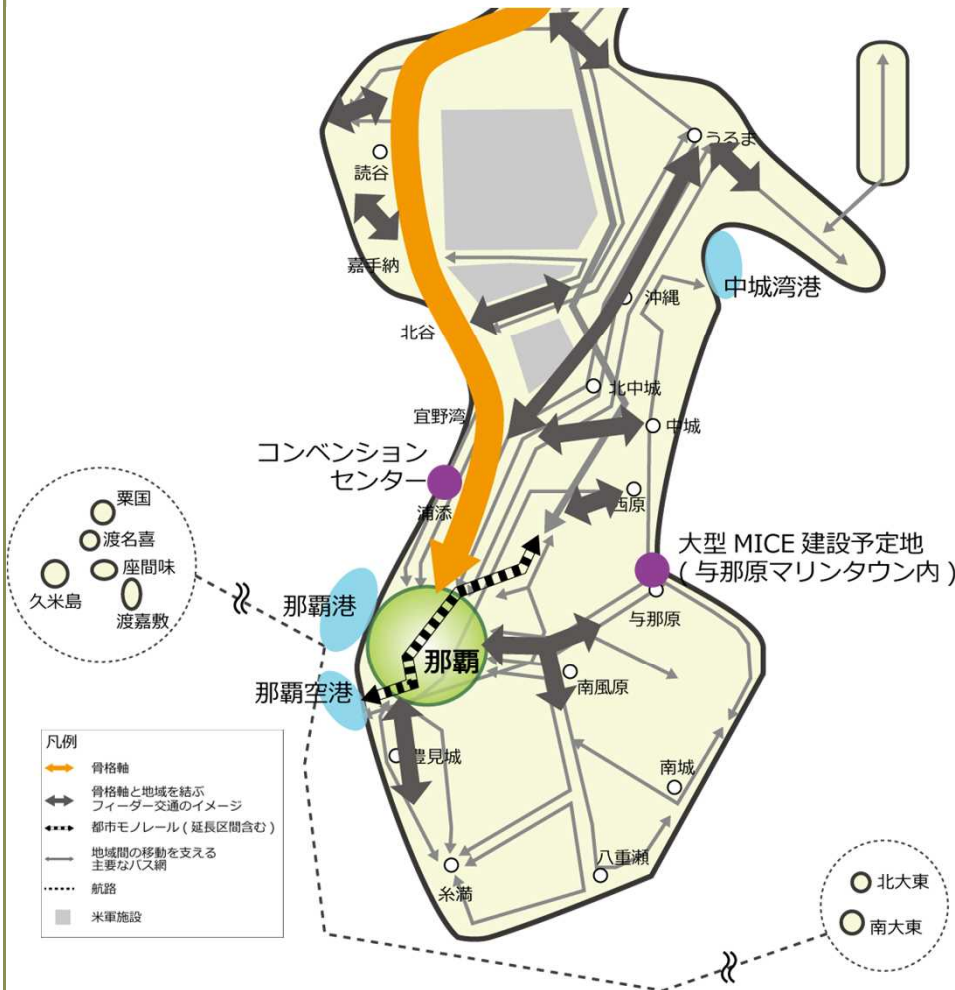 うるま
読谷
嘉手納
中城湾港
沖縄
北谷
北中城
宜野湾
中城
コンベンション
センター
浦添
西原
粟国
渡名喜
座間味
久米島
渡嘉敷
大型 MICE 建設予定地
( 与那原マリンタウン内 )
那覇港
与那原
那覇
南風原
那覇空港
豊見城
南城
八重瀬
糸満
北大東
南大東
凡例
骨格軸
骨格軸と地域を結ぶ
フィーダー交通のイメージ
都市モノレール ( 延長区間含む )
地域間の移動を支える
主要なバス網
航路
米軍施設